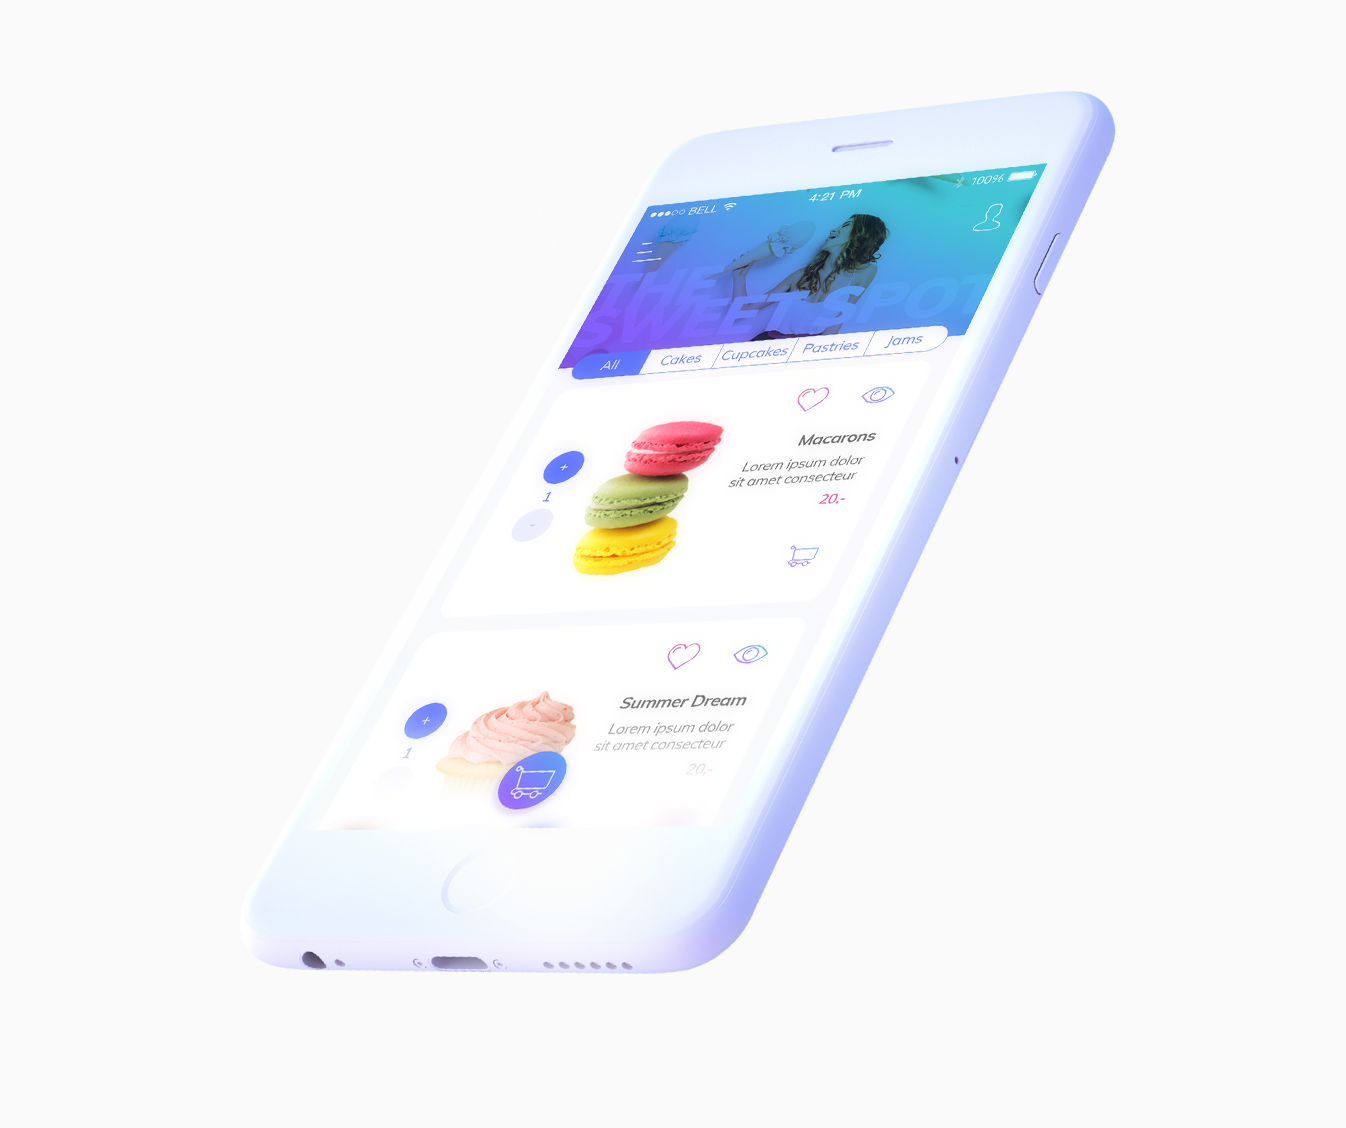 BELL 4:21 PM 100%
THE
SWEET SPOT
All Cakes Cupcakes Pastries Jams
Macarons
Lorem ipsum dolor
sit amet consecteur
20,-
+
1
-
Summer Dream
Lorem ipsum dolor
sit amet consecteur
20,-
+
1